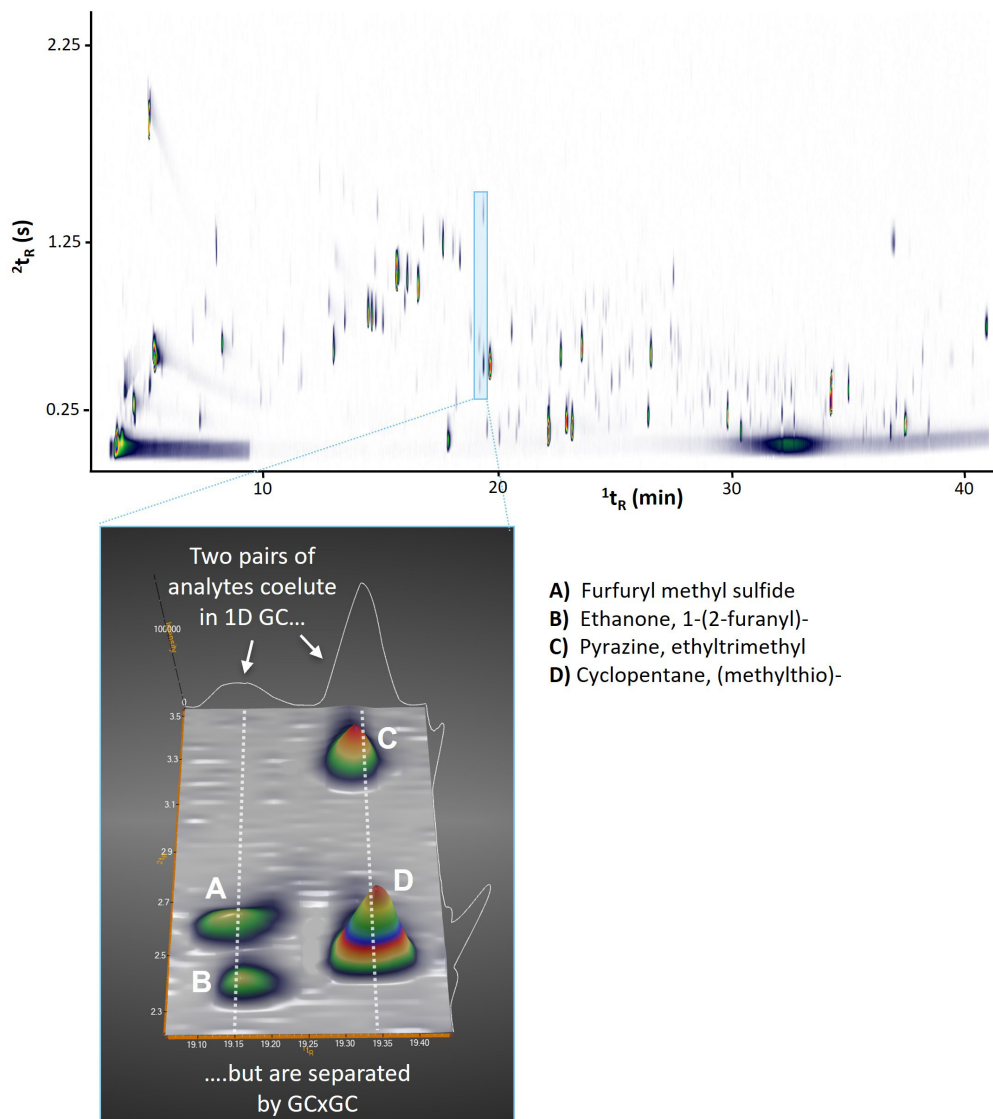 2.25
1.25
0.25
²tR (s)
10
20
30
40
¹tR (min)
Two pairs of
analytes coelute
in 1D GC...
100000
0
3.5
3.3
3.1
2.9
2.7
2.5
2.3
C
A
D
B
19.10
19.15
19.20
19.25
19.30
19.35
19.40
....but are separated
by GCxGC
A) Furfuryl methyl sulfide
B) Ethanone, 1-(2-furanyl)-
C) Pyrazine, ethyltrimethyl
D) Cyclopentane, (methylthio)-